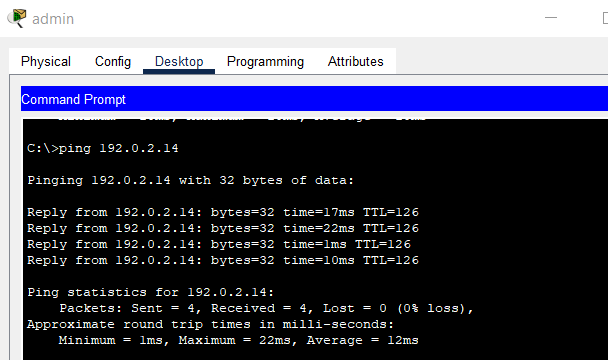 admin
Physical Config Desktop Programming Attributes
Command Prompt
C:\>ping 192.0.2.14
Pinging 192.0.2.14 with 32 bytes of data:
Reply from 192.0.2.14: bytes=32 time=17ms TTL=126
Reply from 192.0.2.14: bytes=32 time=22ms TTL=126
Reply from 192.0.2.14: bytes=32 time=1ms TTL=126
Reply from 192.0.2.14: bytes=32 time=10ms TTL=126
Ping statistics for 192.0.2.14:
Packets: Sent = 4, Received = 4, Lost = 0 (0% loss),
Approximate round trip times in milli-seconds:
Minimum = 1ms, Maximum = 22ms, Average = 12ms